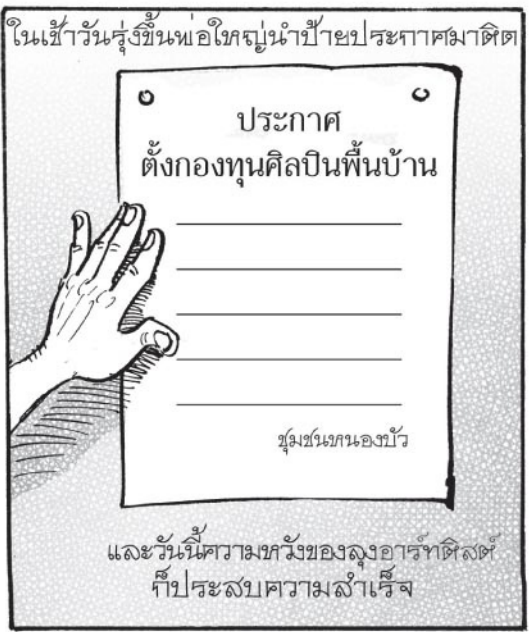 ในเช้าวันรุ่งขึ้นพ่อใหญ่นำป้ายประกาศมาติด
ประกาศ
ตั้งกองทุนศิลปินพื้นบ้าน
ชุมชนหนองบัว
และวันนี้ความหวังของลุงอาร์ทติสต์
ก็ประสบความสำเร็จ